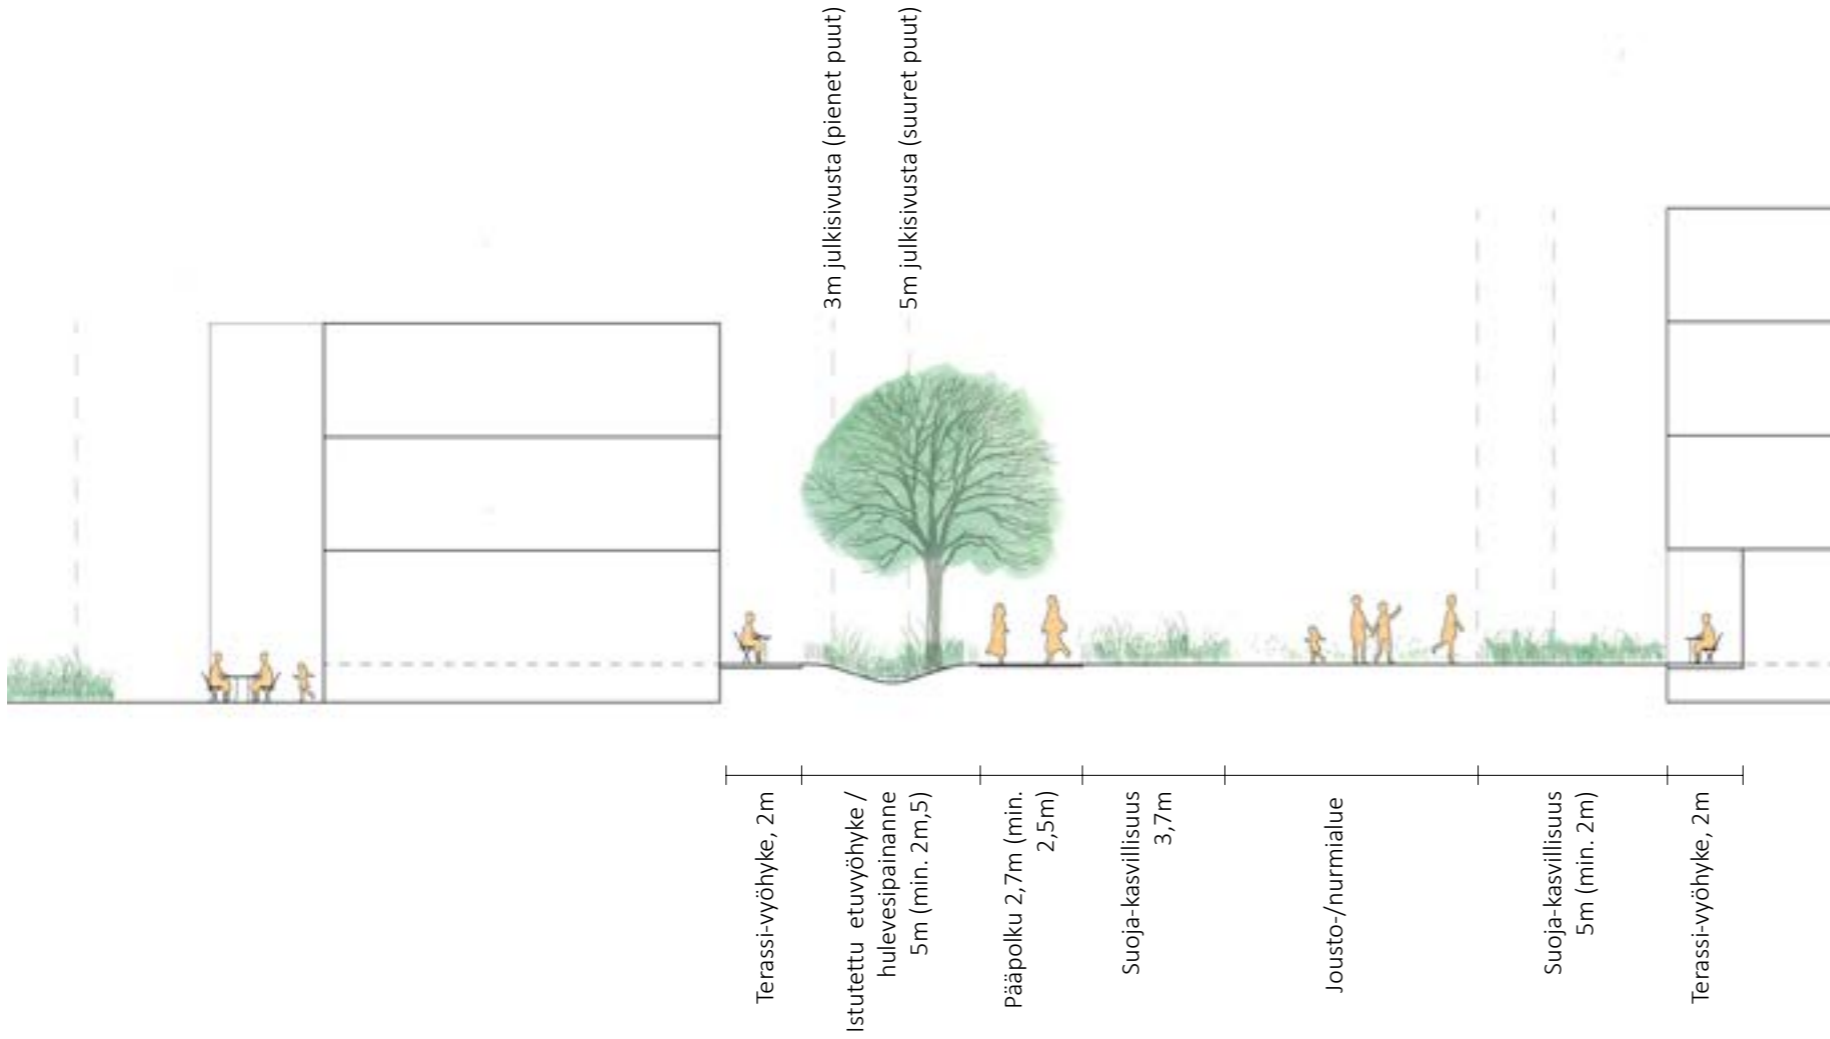 3m julkisivusta (pienet puut)
5m julkisivusta (suuret puut)
Terassi-vyöhyke, 2m
Istutettu etuvyöhyke /
hulevesipainanne
5m (min. 2m,5)
Pääpolku 2,7m (min.
2,5m)
Suoja-kasvillisuus
3,7m
Jousto-/nurmialue
Suoja-kasvillisuus
5m (min. 2m)
Terassi-vyöhyke, 2m